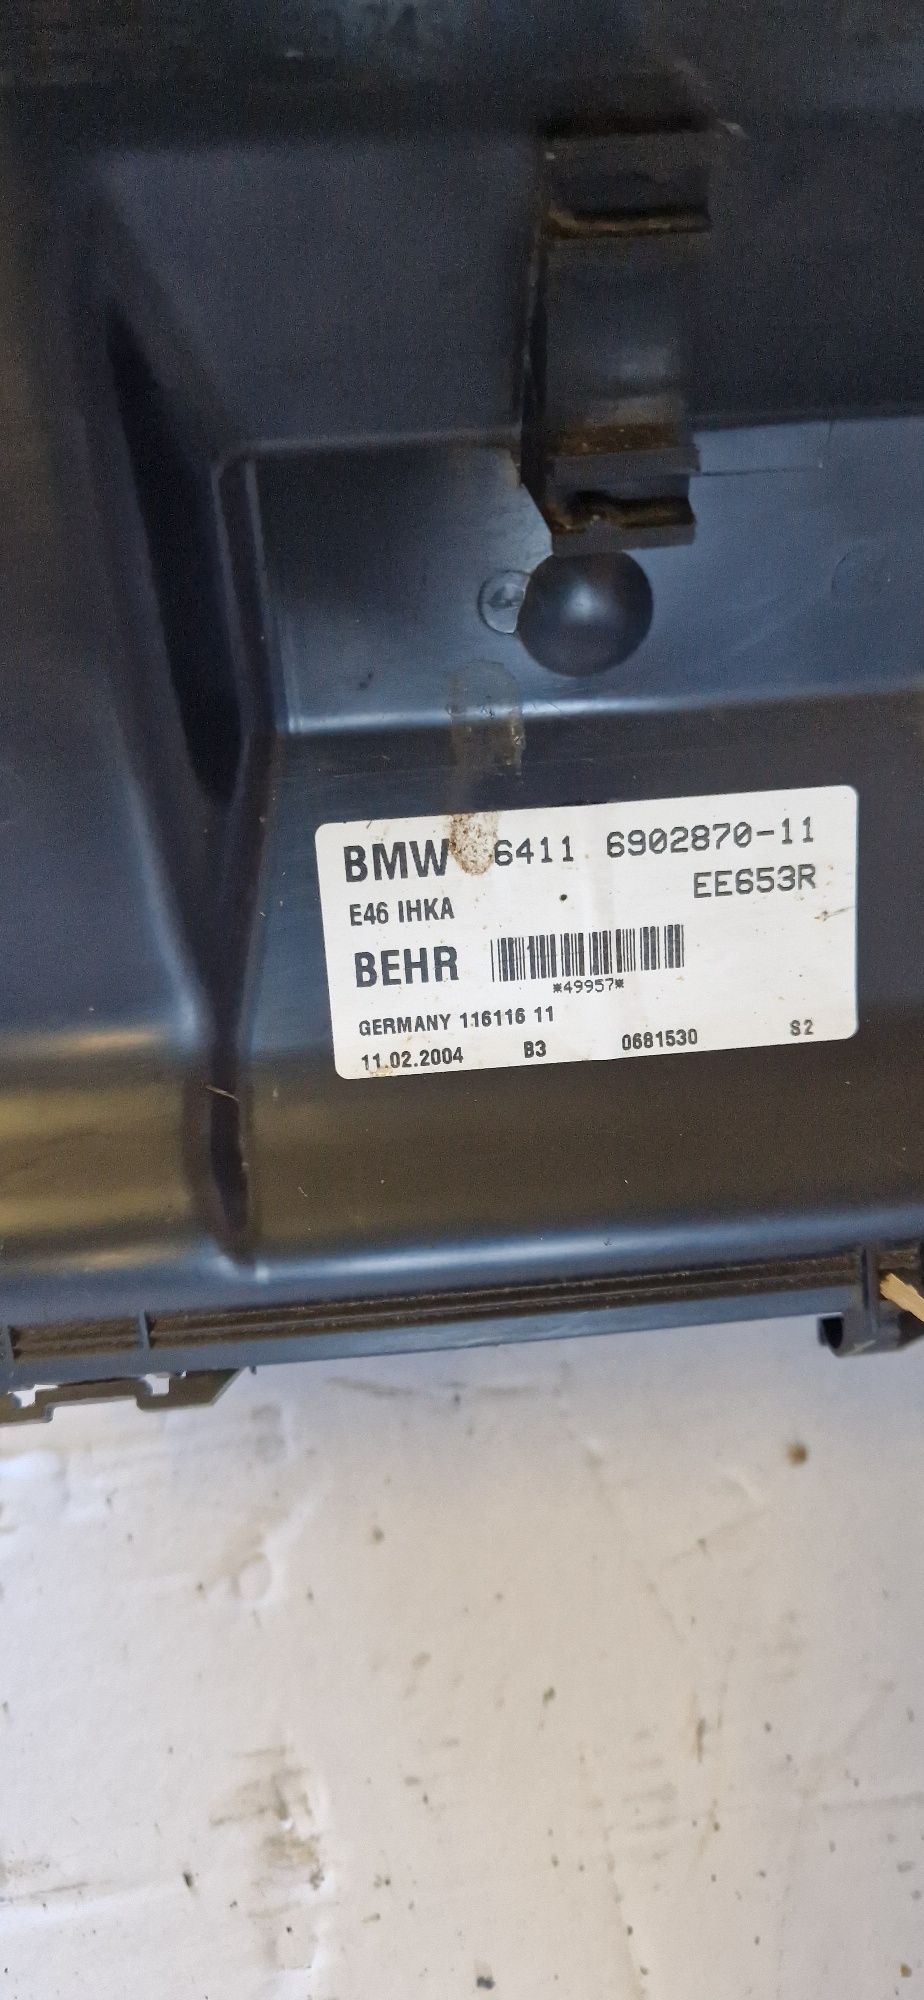 BMW 6411 6902870-11
EE653R
E46 IHKA
BEHR
*49957*
GERMANY 116116 11
11.02.2004 B3 0681530 S2